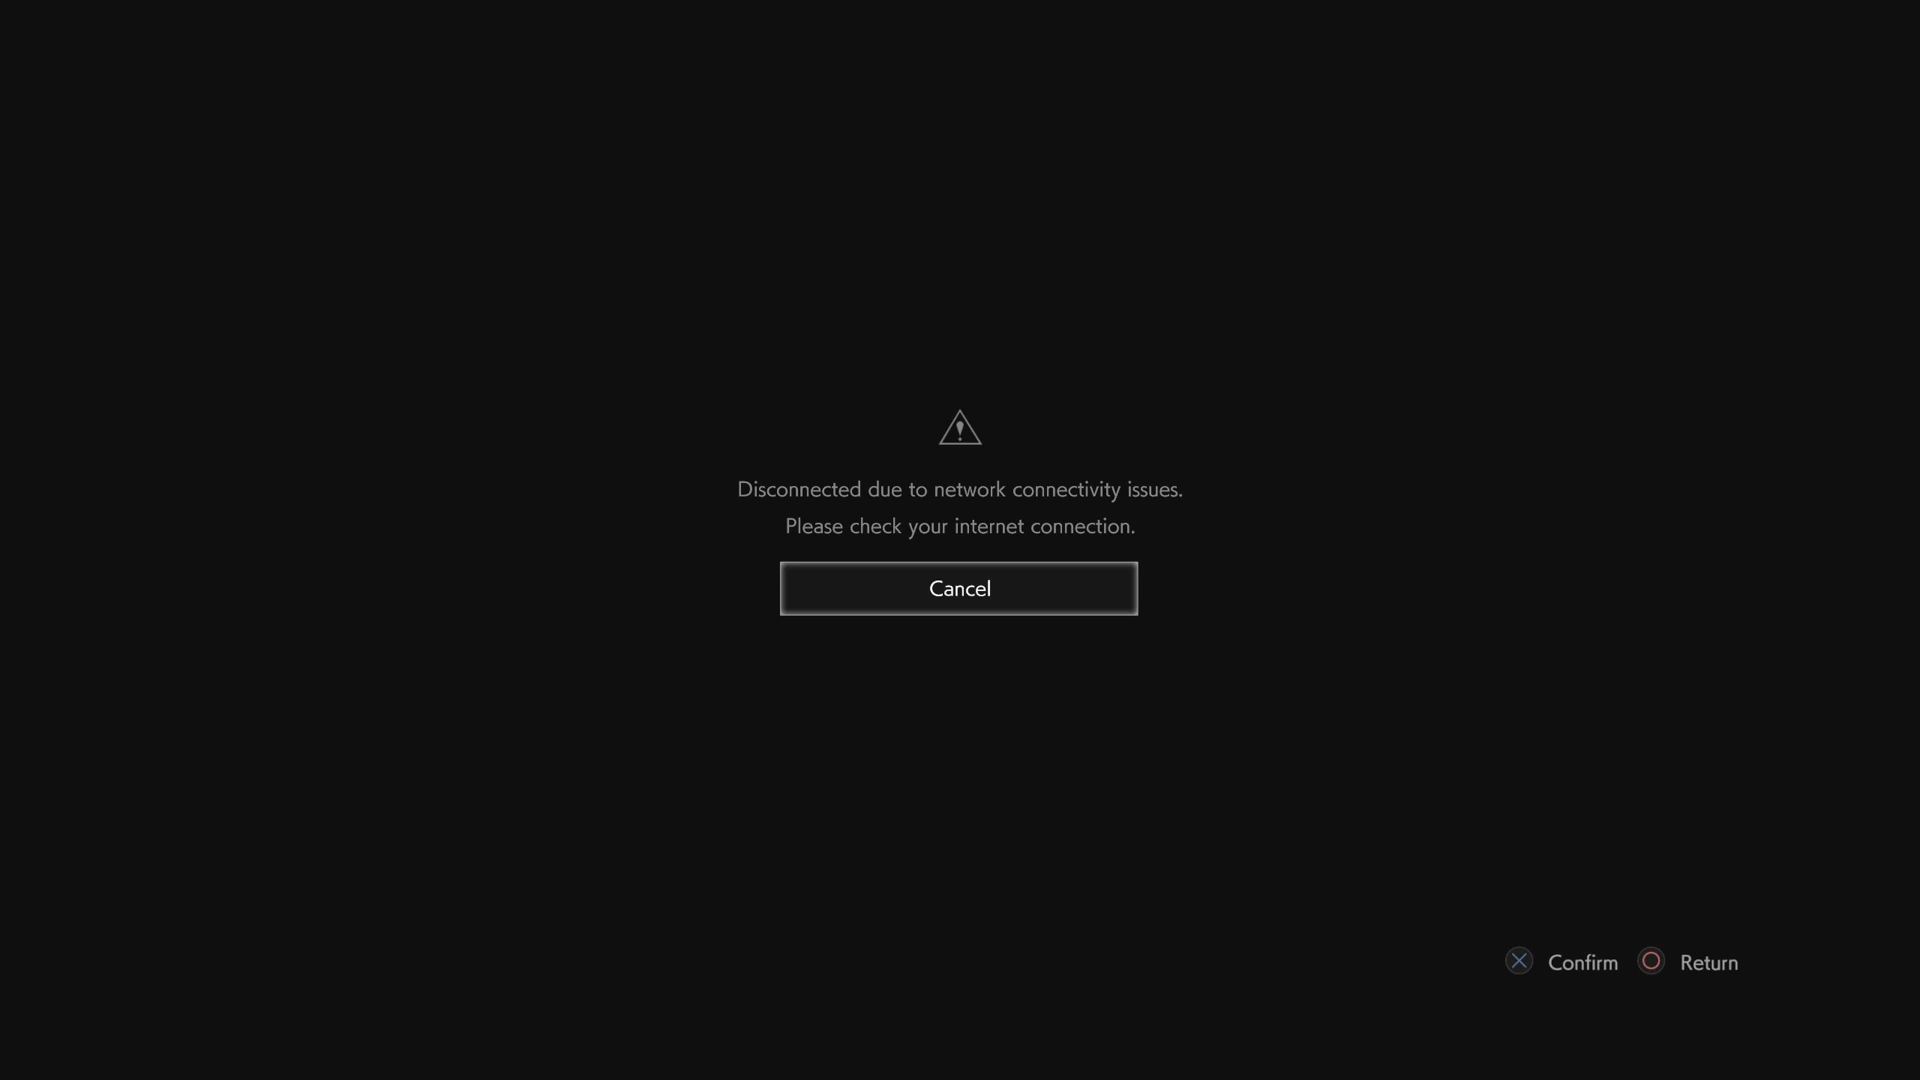 Disconnected due to network connectivity issues.
Please check your internet connection.
Cancel
Confirm Return